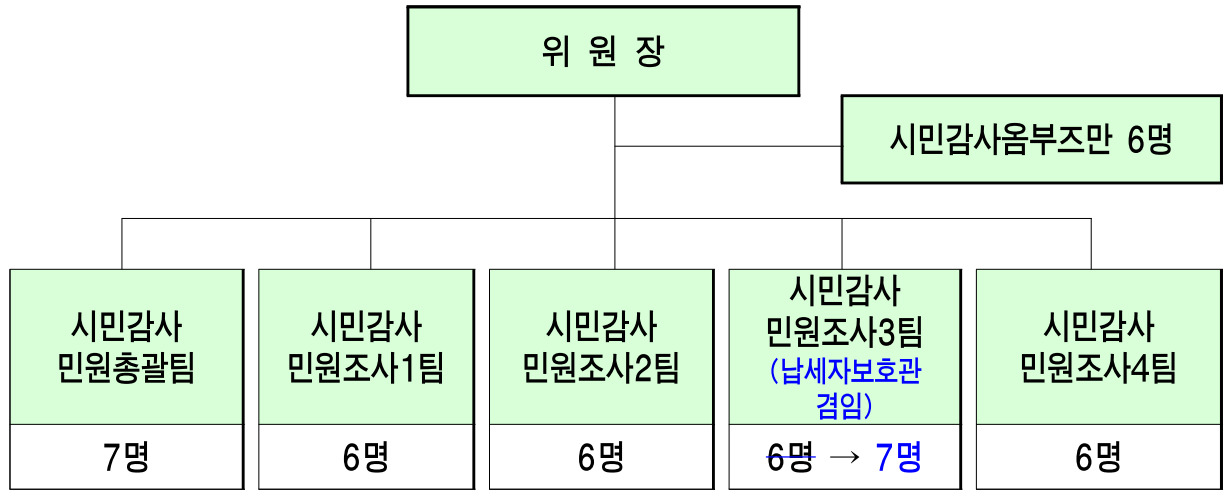 위 원 장
시민감사옴부즈만 6명
시민감사
민원총괄팀
7명
시민감사
민원조사1팀
6명
시민감사
민원조사2팀
6명
시민감사
민원조사3팀
(납세자보호관
겸임)
6명 → 7명
시민감사
민원조사4팀
6명